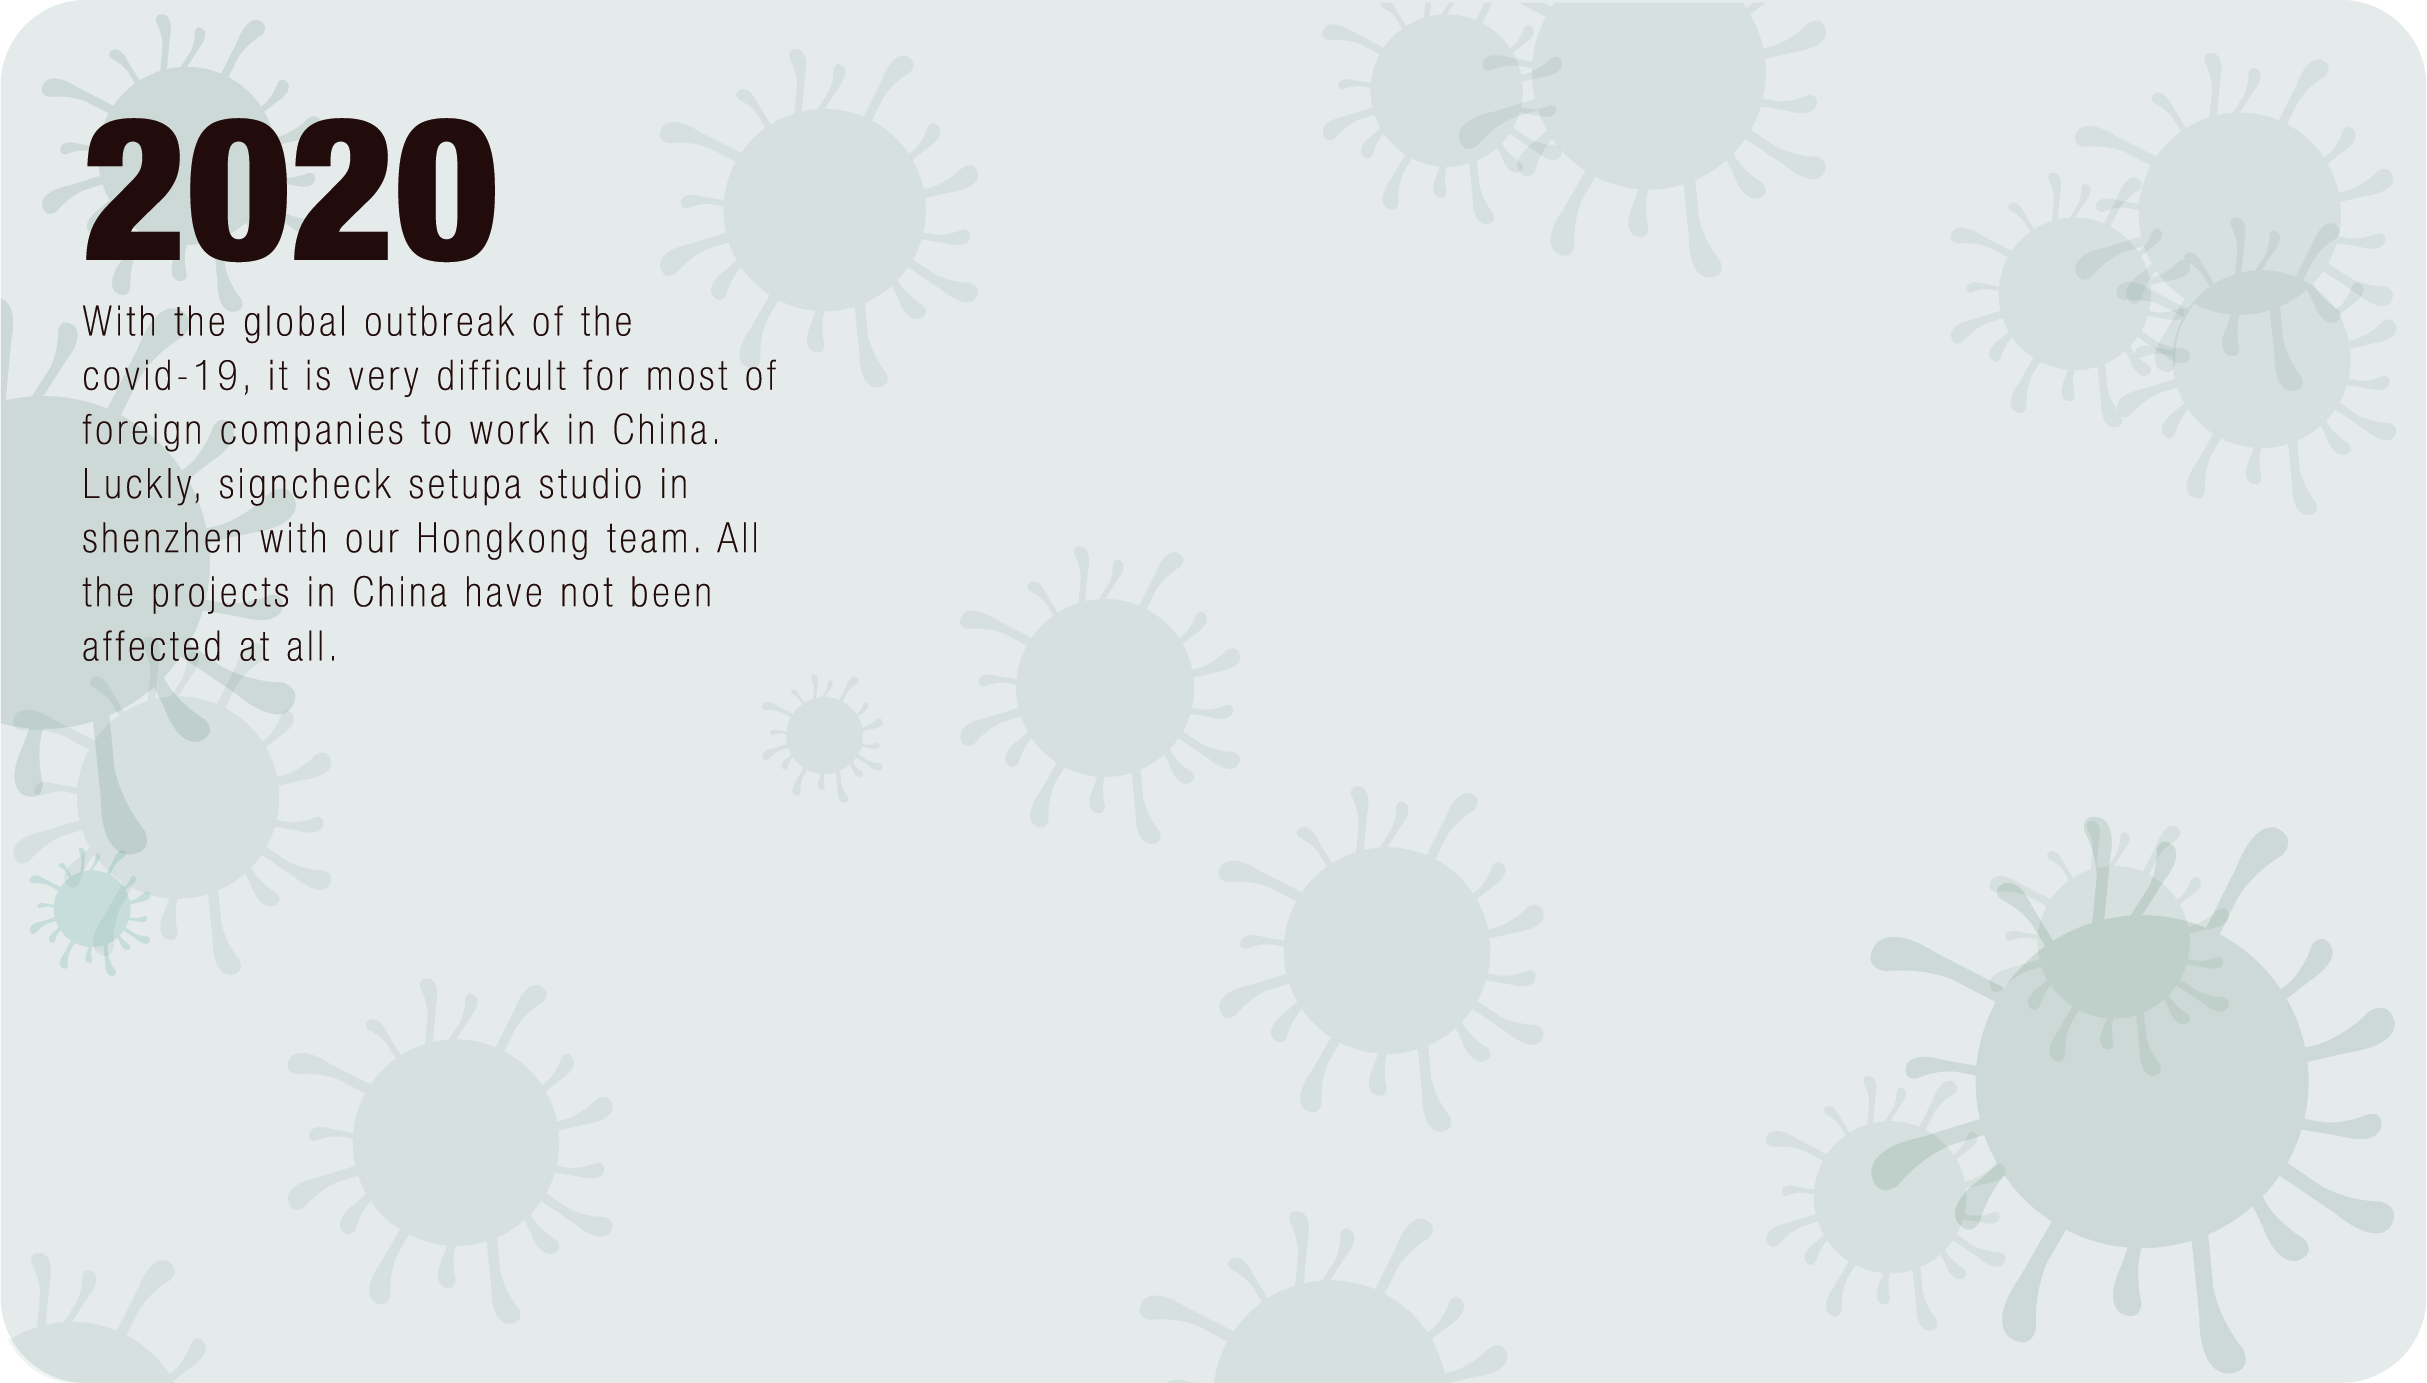 2020
With the global outbreak of the
covid-19, it is very difficult for most of
foreign companies to work in China.
Luckly, signcheck setupa studio in
shenzhen with our Hongkong team. All
the projects in China have not been
affected at all.